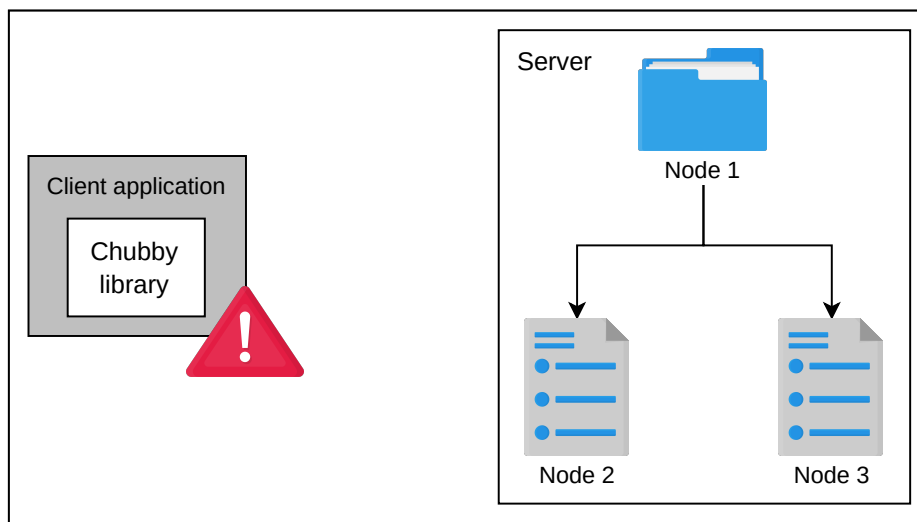 Server
Node 1
Client application
Chubby
library
Node 2
Node 3